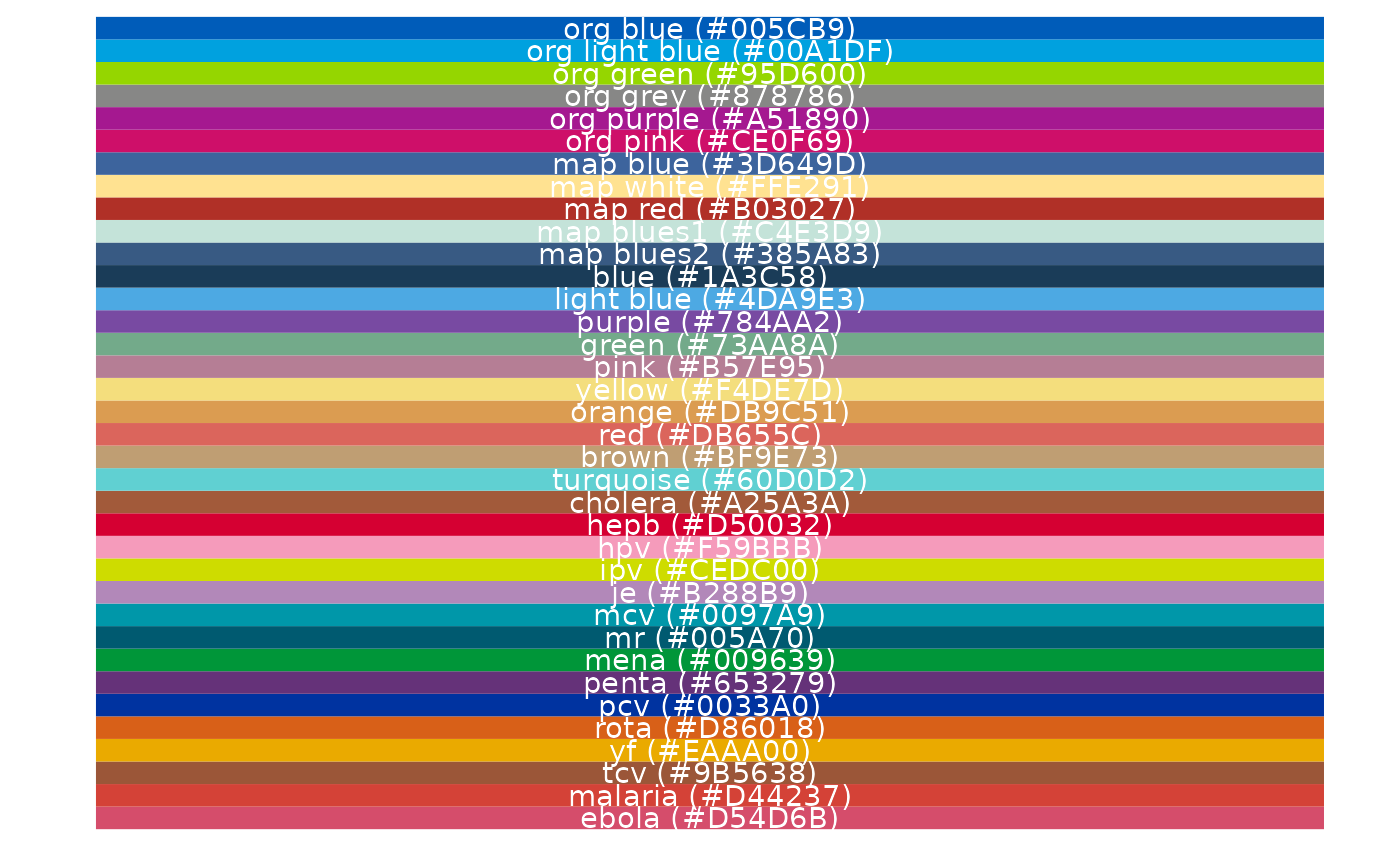 org blue (#005CB9)
org light blue (#00A1DF)
org green (#95D600)
org grey (#878786)
org purple (#A51890)
org pink (#CE0F69)
map blue (#3D649D)
map white (#FFE291)
map red (#B03027)
map blues1 (#C4E3D9)
map blues2 (#385A83)
blue (#1A3C58)
light blue (#4DA9E3)
purple (#784AA2)
green (#73AA8A)
pink (#B57E95)
yellow (#F4DE7D)
orange (#DB9C51)
red (#DB655C)
brown (#BF9E73)
turquoise (#60D0D2)
cholera (#A25A3A)
hepb (#D50032)
hpv (#F59BBB)
ipv (#CEDC00)
je (#B288B9)
mcv (#0097A9)
mr (#005A70)
mena (#009639)
penta (#653279)
pcv (#0033A0)
rota (#D86018)
yf (#EAAA00)
tcv (#9B5638)
malaria (#D44237)
ebola (#D54D6B)